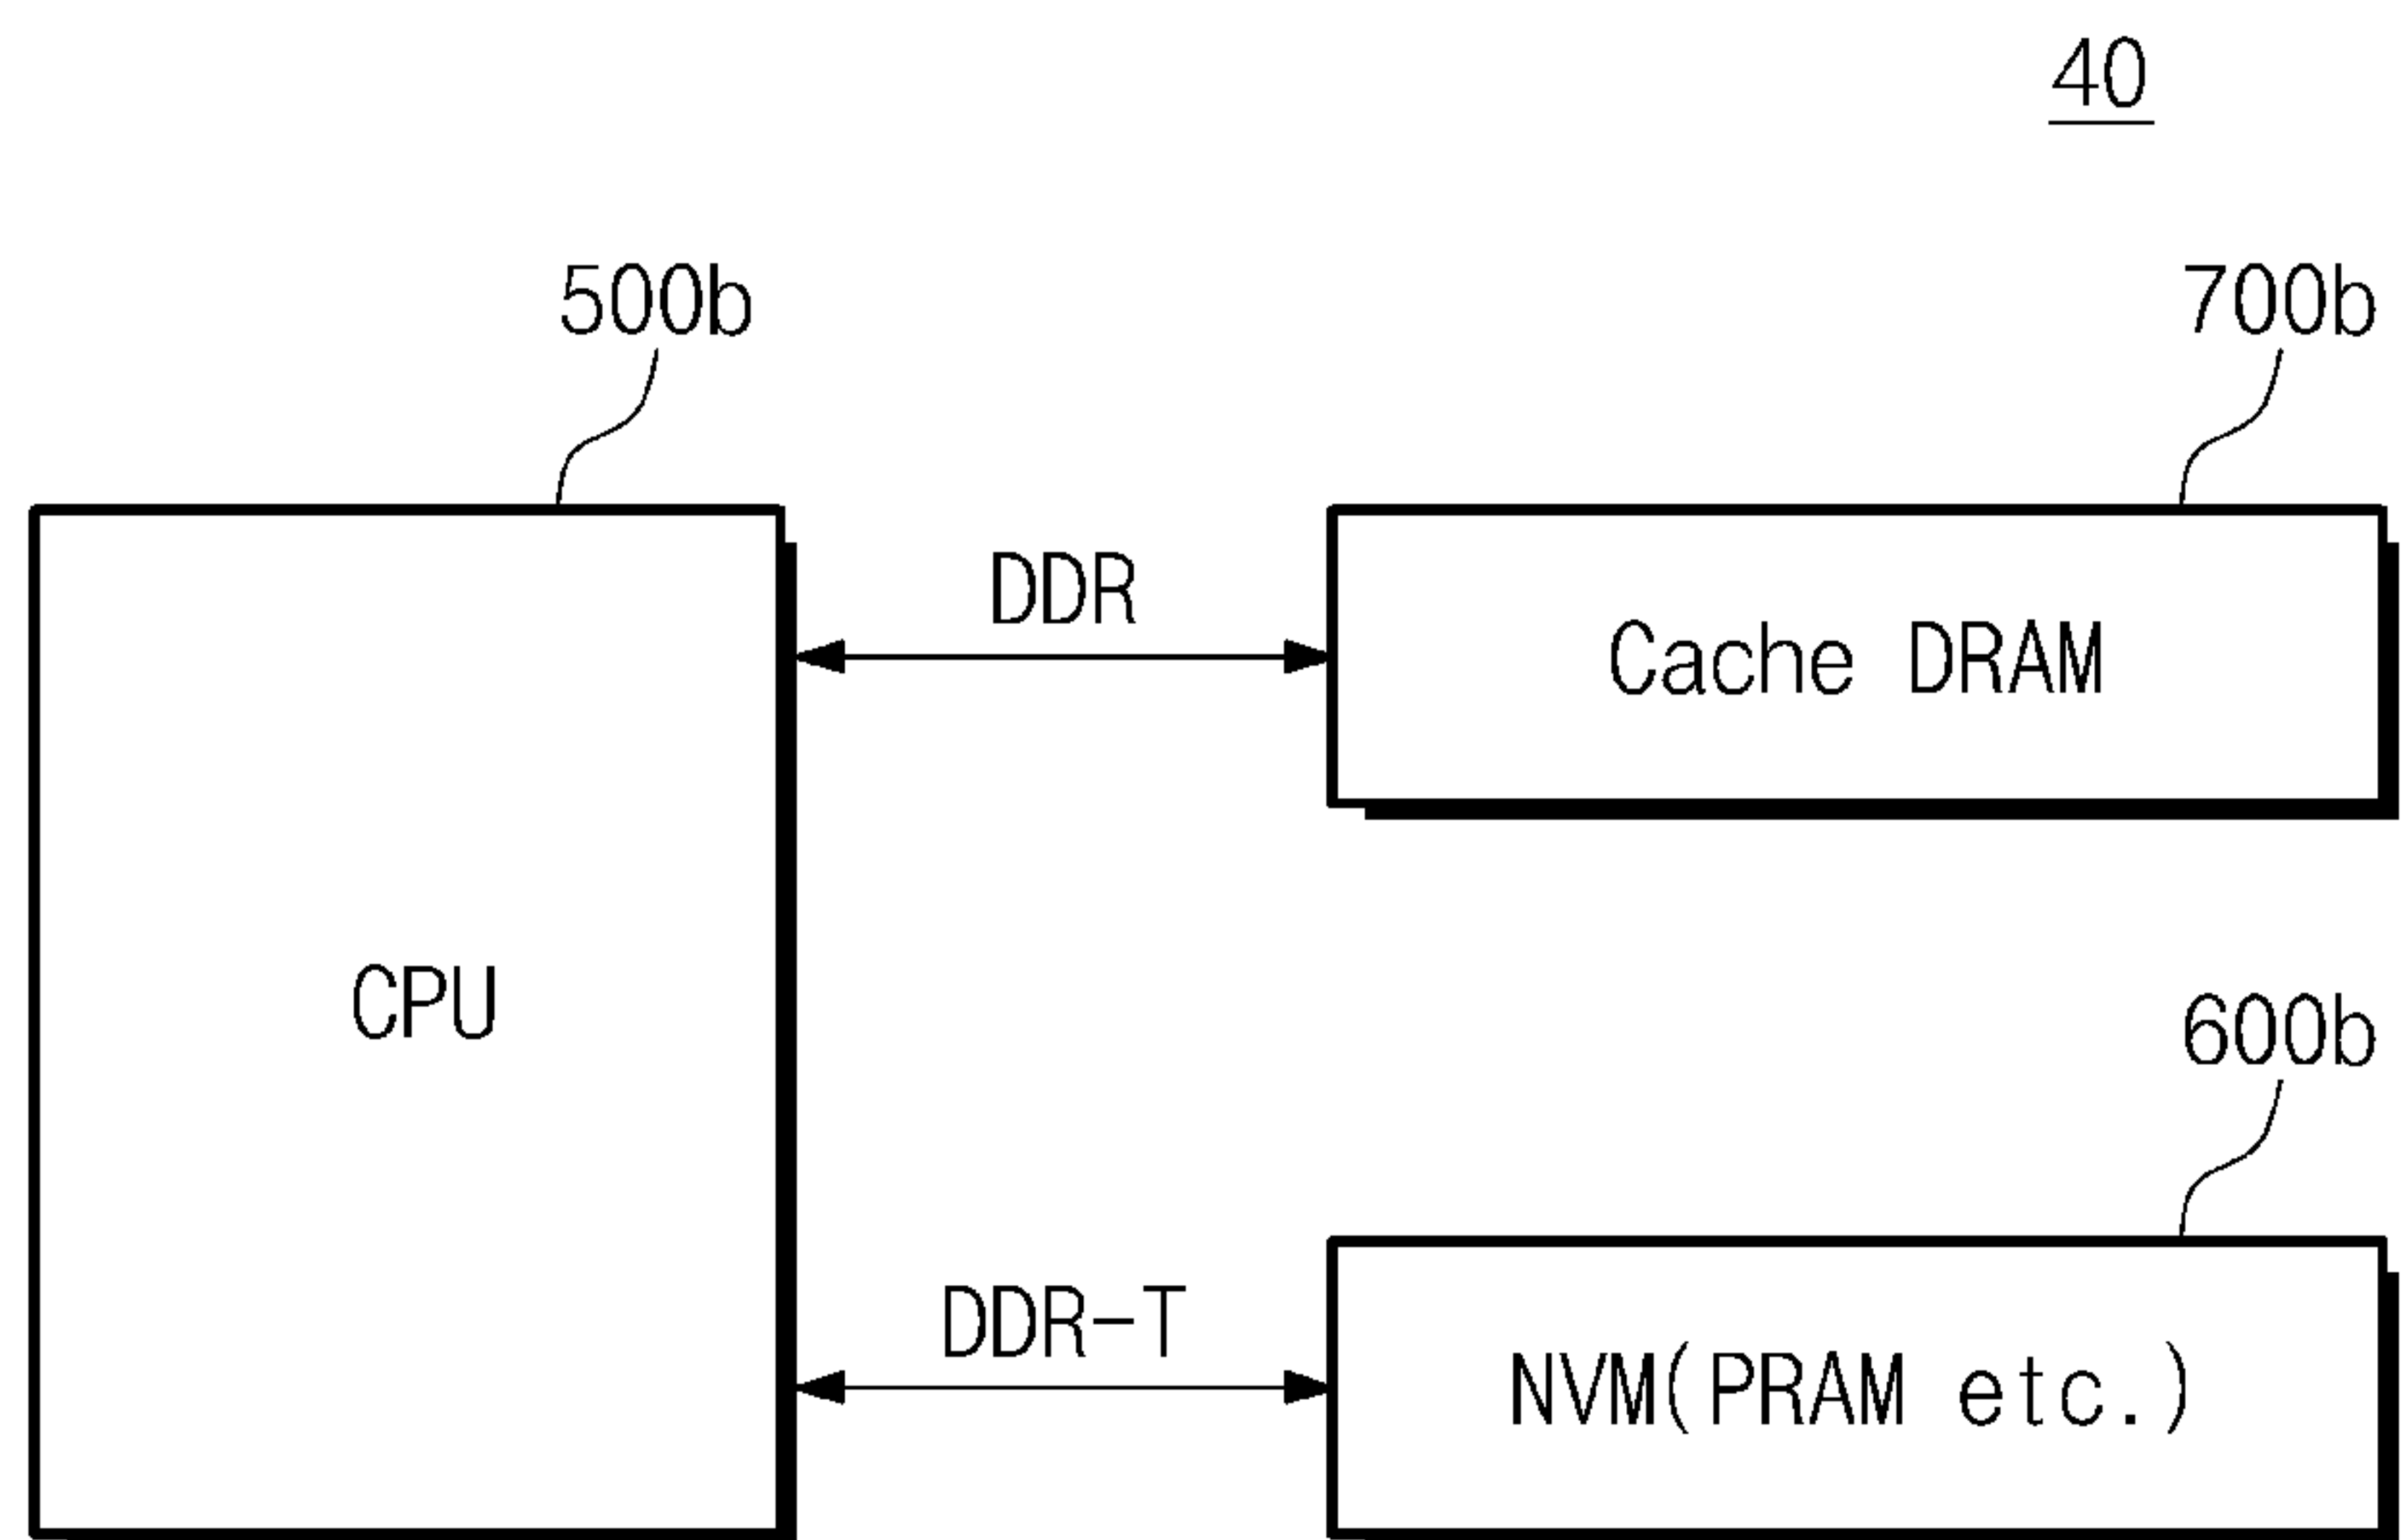 40
500b
700b
DDR
Cache DRAM
CPU
600b
DDR-T
NVM(PRAM etc.)